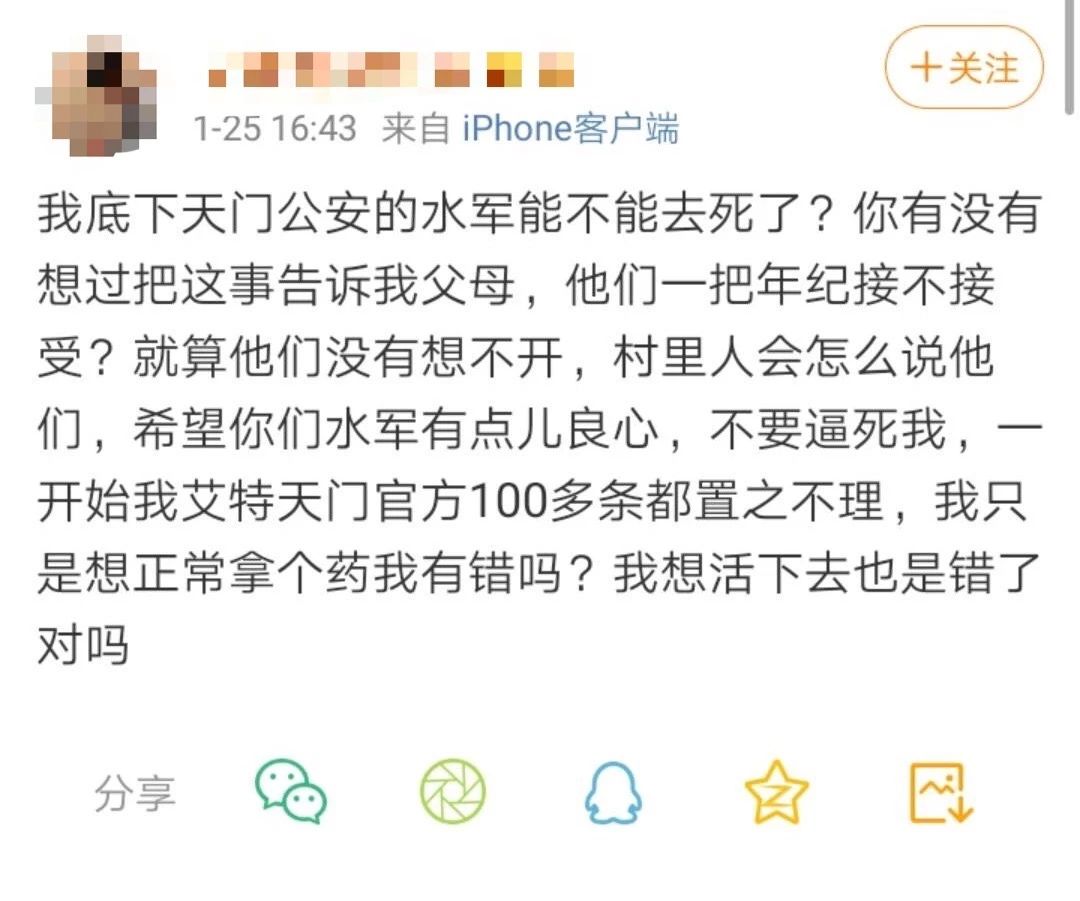 +关注
1-25 16:43 来自 iPhone客户端
我底下天门公安的水军能不能去死了？你有没有
想过把这事告诉我父母，他们一把年纪接不接
受？就算他们没有想不开，村里人会怎么说他
们，希望你们水军有点儿良心，不要逼死我，一
开始我艾特天门官方100多条都置之不理，我只
是想正常拿个药我有错吗？我想活下去也是错了
对吗
分享